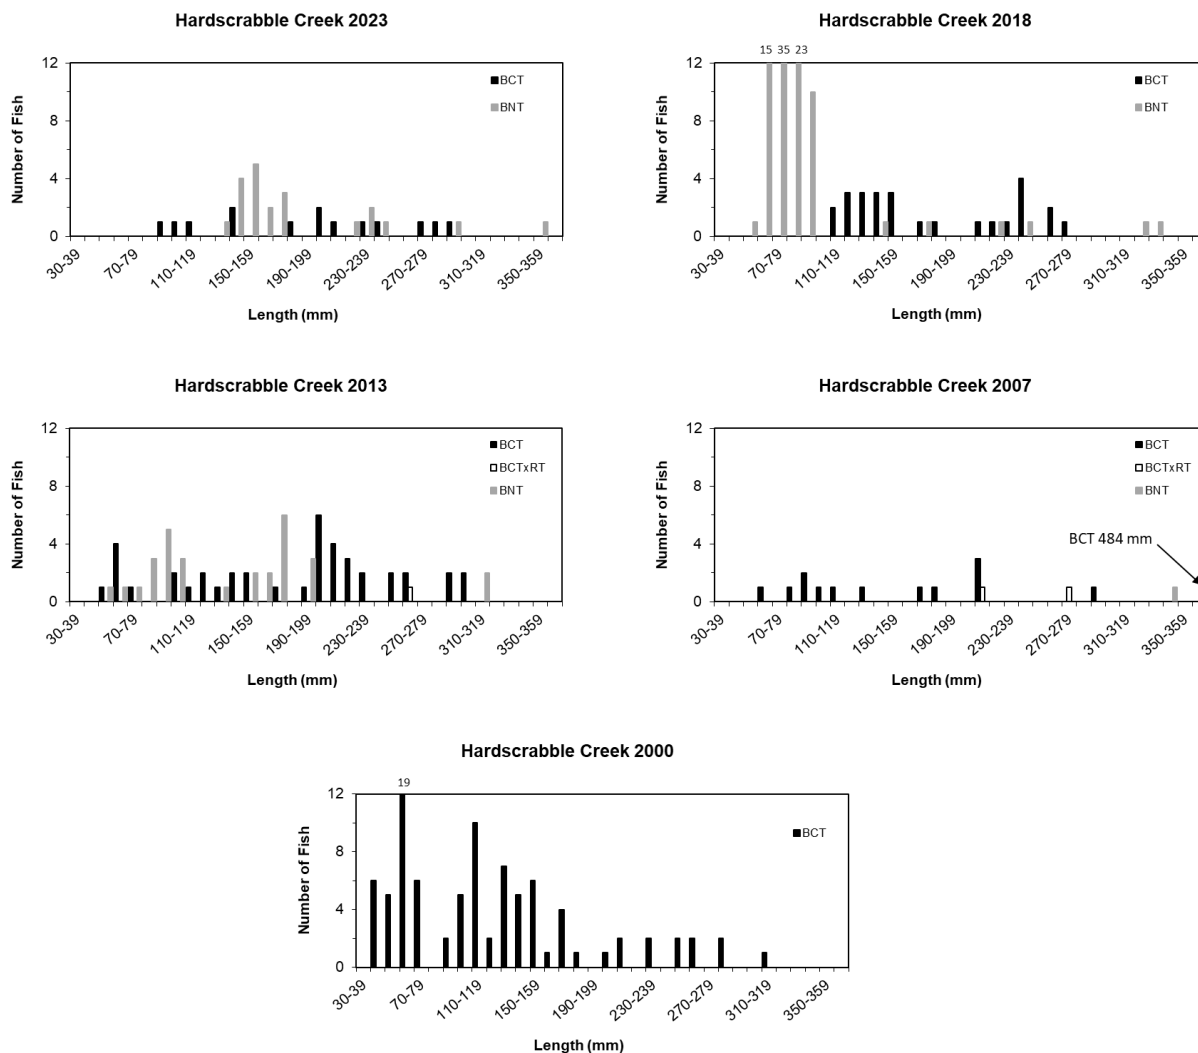 Hardscrabble Creek 2023
Number of Fish
12
8
4
0
BCT
BNT
30-39
70-79
110-119
150-159
190-199
230-239
270-279
310-319
350-359
Length (mm)
Hardscrabble Creek 2018
15 35 23
Number of Fish
12
8
4
0
BCT
BNT
30-39
70-79
110-119
150-159
190-199
230-239
270-279
310-319
350-359
Length (mm)
Hardscrabble Creek 2013
Number of Fish
12
8
4
0
BCT
BCTxRT
BNT
30-39
70-79
110-119
150-159
190-199
230-239
270-279
310-319
350-359
Length (mm)
Hardscrabble Creek 2007
Number of Fish
12
8
4
0
BCT
BCTxRT
BNT
BCT 484 mm
30-39
70-79
110-119
150-159
190-199
230-239
270-279
310-319
350-359
Length (mm)
Hardscrabble Creek 2000
19
Number of Fish
12
8
4
0
BCT
30-39
70-79
110-119
150-159
190-199
230-239
270-279
310-319
350-359
Length (mm)